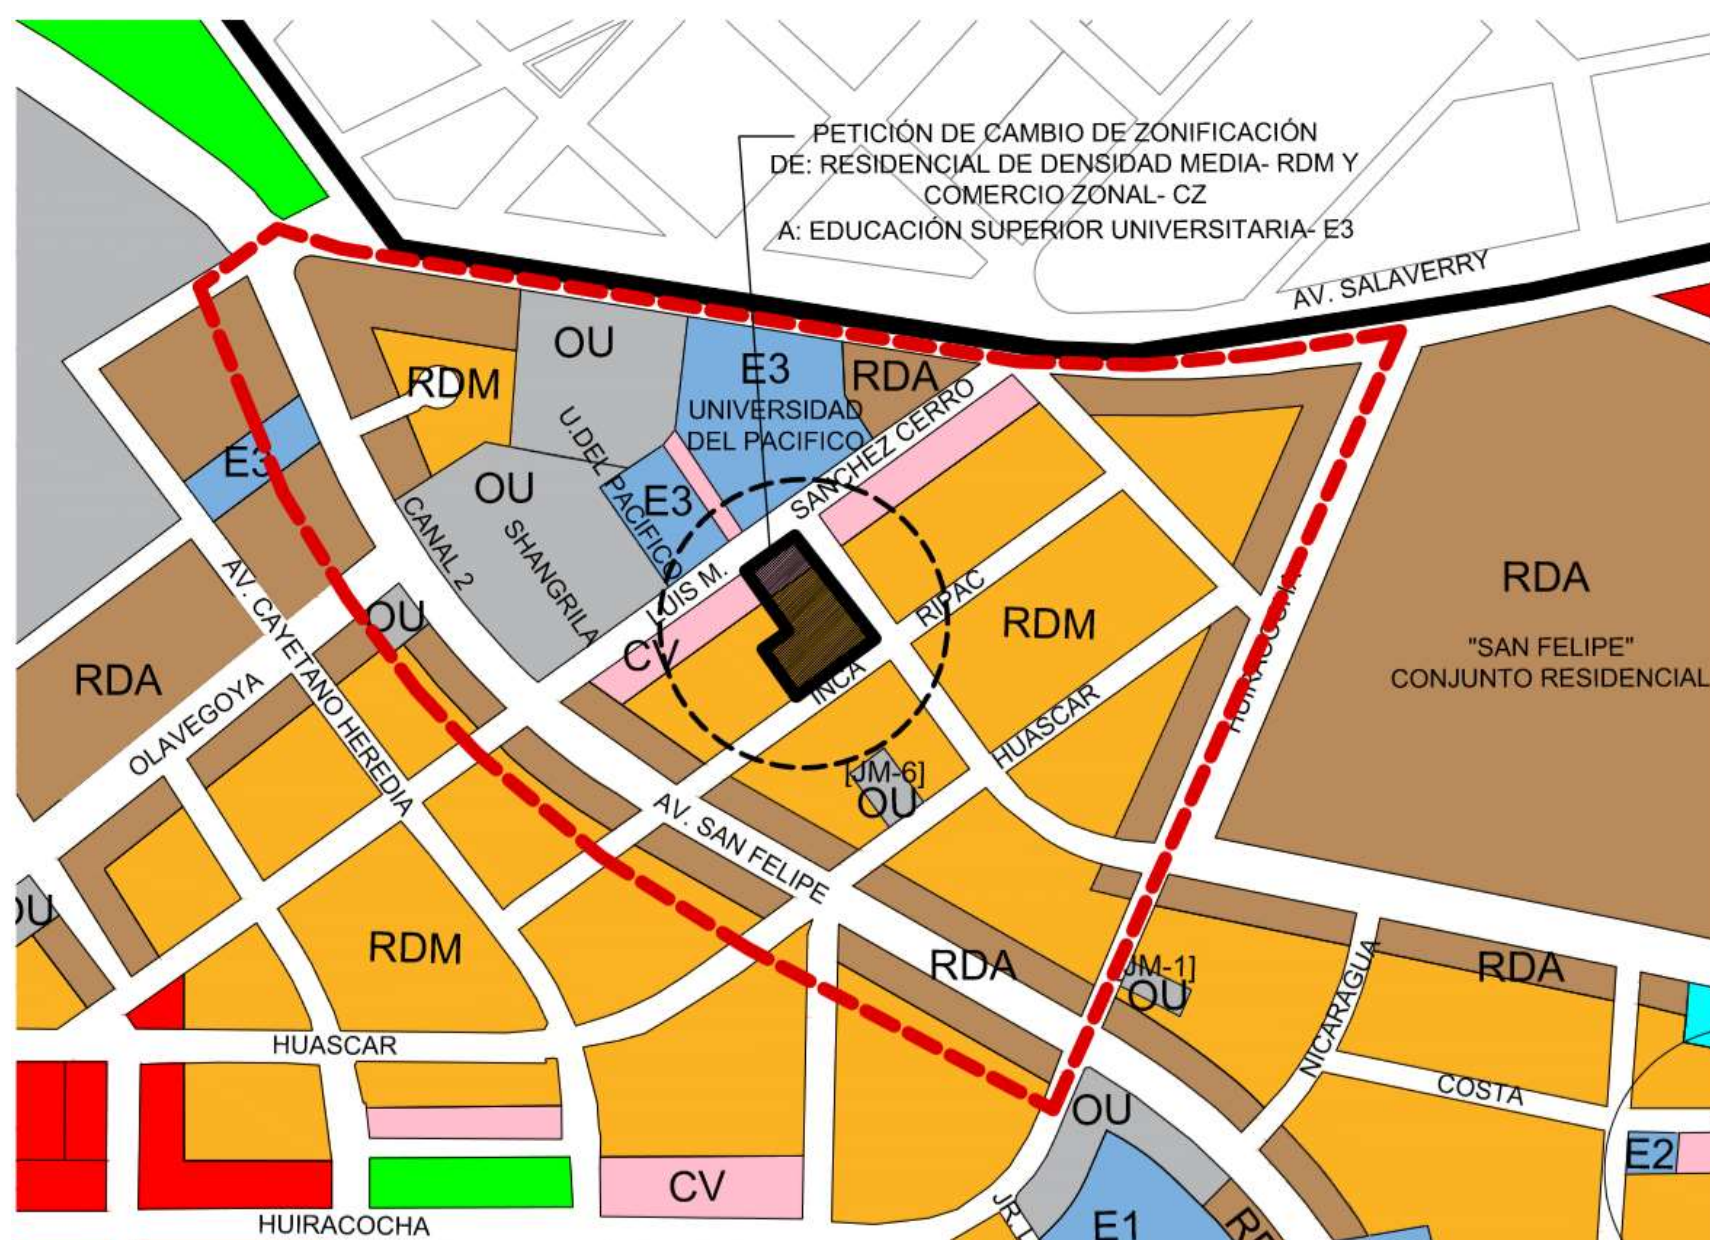 PETICIÓN DE CAMBIO DE ZONIFICACIÓN
DE: RESIDENCIAL DE DENSIDAD MEDIA- RDM Y
COMERCIO ZONAL- CZ
A: EDUCACIÓN SUPERIOR UNIVERSITARIA- E3
AV. SALAVERRY
OU
E3
RDA
RDM
UNIVERSIDAD
DEL PACIFICO
SANCHEZ CERRO
U.DEL PACIFICO
E3
OU
E3
CANAL 2
SHANGRILA
LUIS M.
CV
RIPAC
INCA
RDM
HUIRACOCHA
RDA
"SAN FELIPE"
CONJUNTO RESIDENCIAL
OU
AV. CAYETANO HEREDIA
RDA
OLAVEGOYA
HUASCAR
[JM-6]
OU
AV. SAN FELIPE
OU
RDM
RDA
JM-1]
OU
NICARAGUA
RDA
HUASCAR
COSTA
OU
E2
CV
HUIRACOCHA
JR.
E1